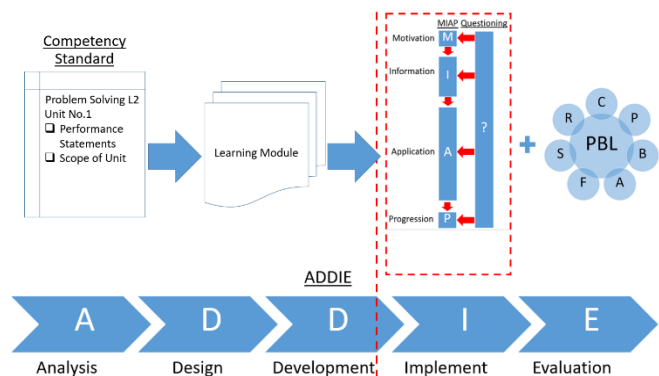 Competency
Standard
Problem Solving L2
Unit No.1
Performance
Statements
Scope of Unit
Learning Module
MIAP Questioning
Motivation M
Information I
?
Application A
Progression P
+
PBL
C
P
B
A
F
S
R
ADDIE
A D D I E
Analysis Design Development Implement Evaluation